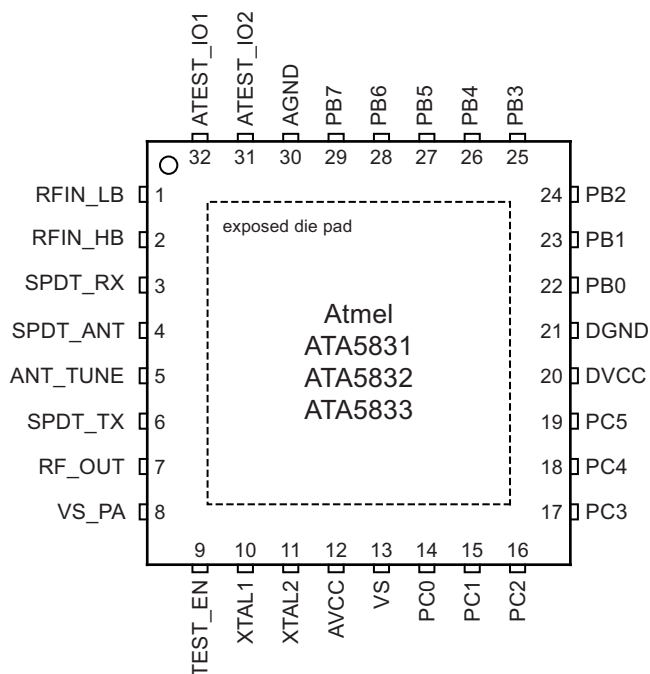 ATEST_IO1
ATEST_IO2
AGND
PB7
PB6
PB5
PB4
PB3
32 31 30 29 28 27 26 25
RFIN_LB 1
RFIN_HB 2
SPDT_RX 3
SPDT_ANT 4
ANT_TUNE 5
SPDT_TX 6
RF_OUT 7
VS_PA 8
exposed die pad
Atmel
ATA5831
ATA5832
ATA5833
24 PB2
23 PB1
22 PB0
21 DGND
20 DVCC
19 PC5
18 PC4
17 PC3
9 10 11 12 13 14 15 16
TEST_EN
XTAL1
XTAL2
AVCC
VS
PC0
PC1
PC2